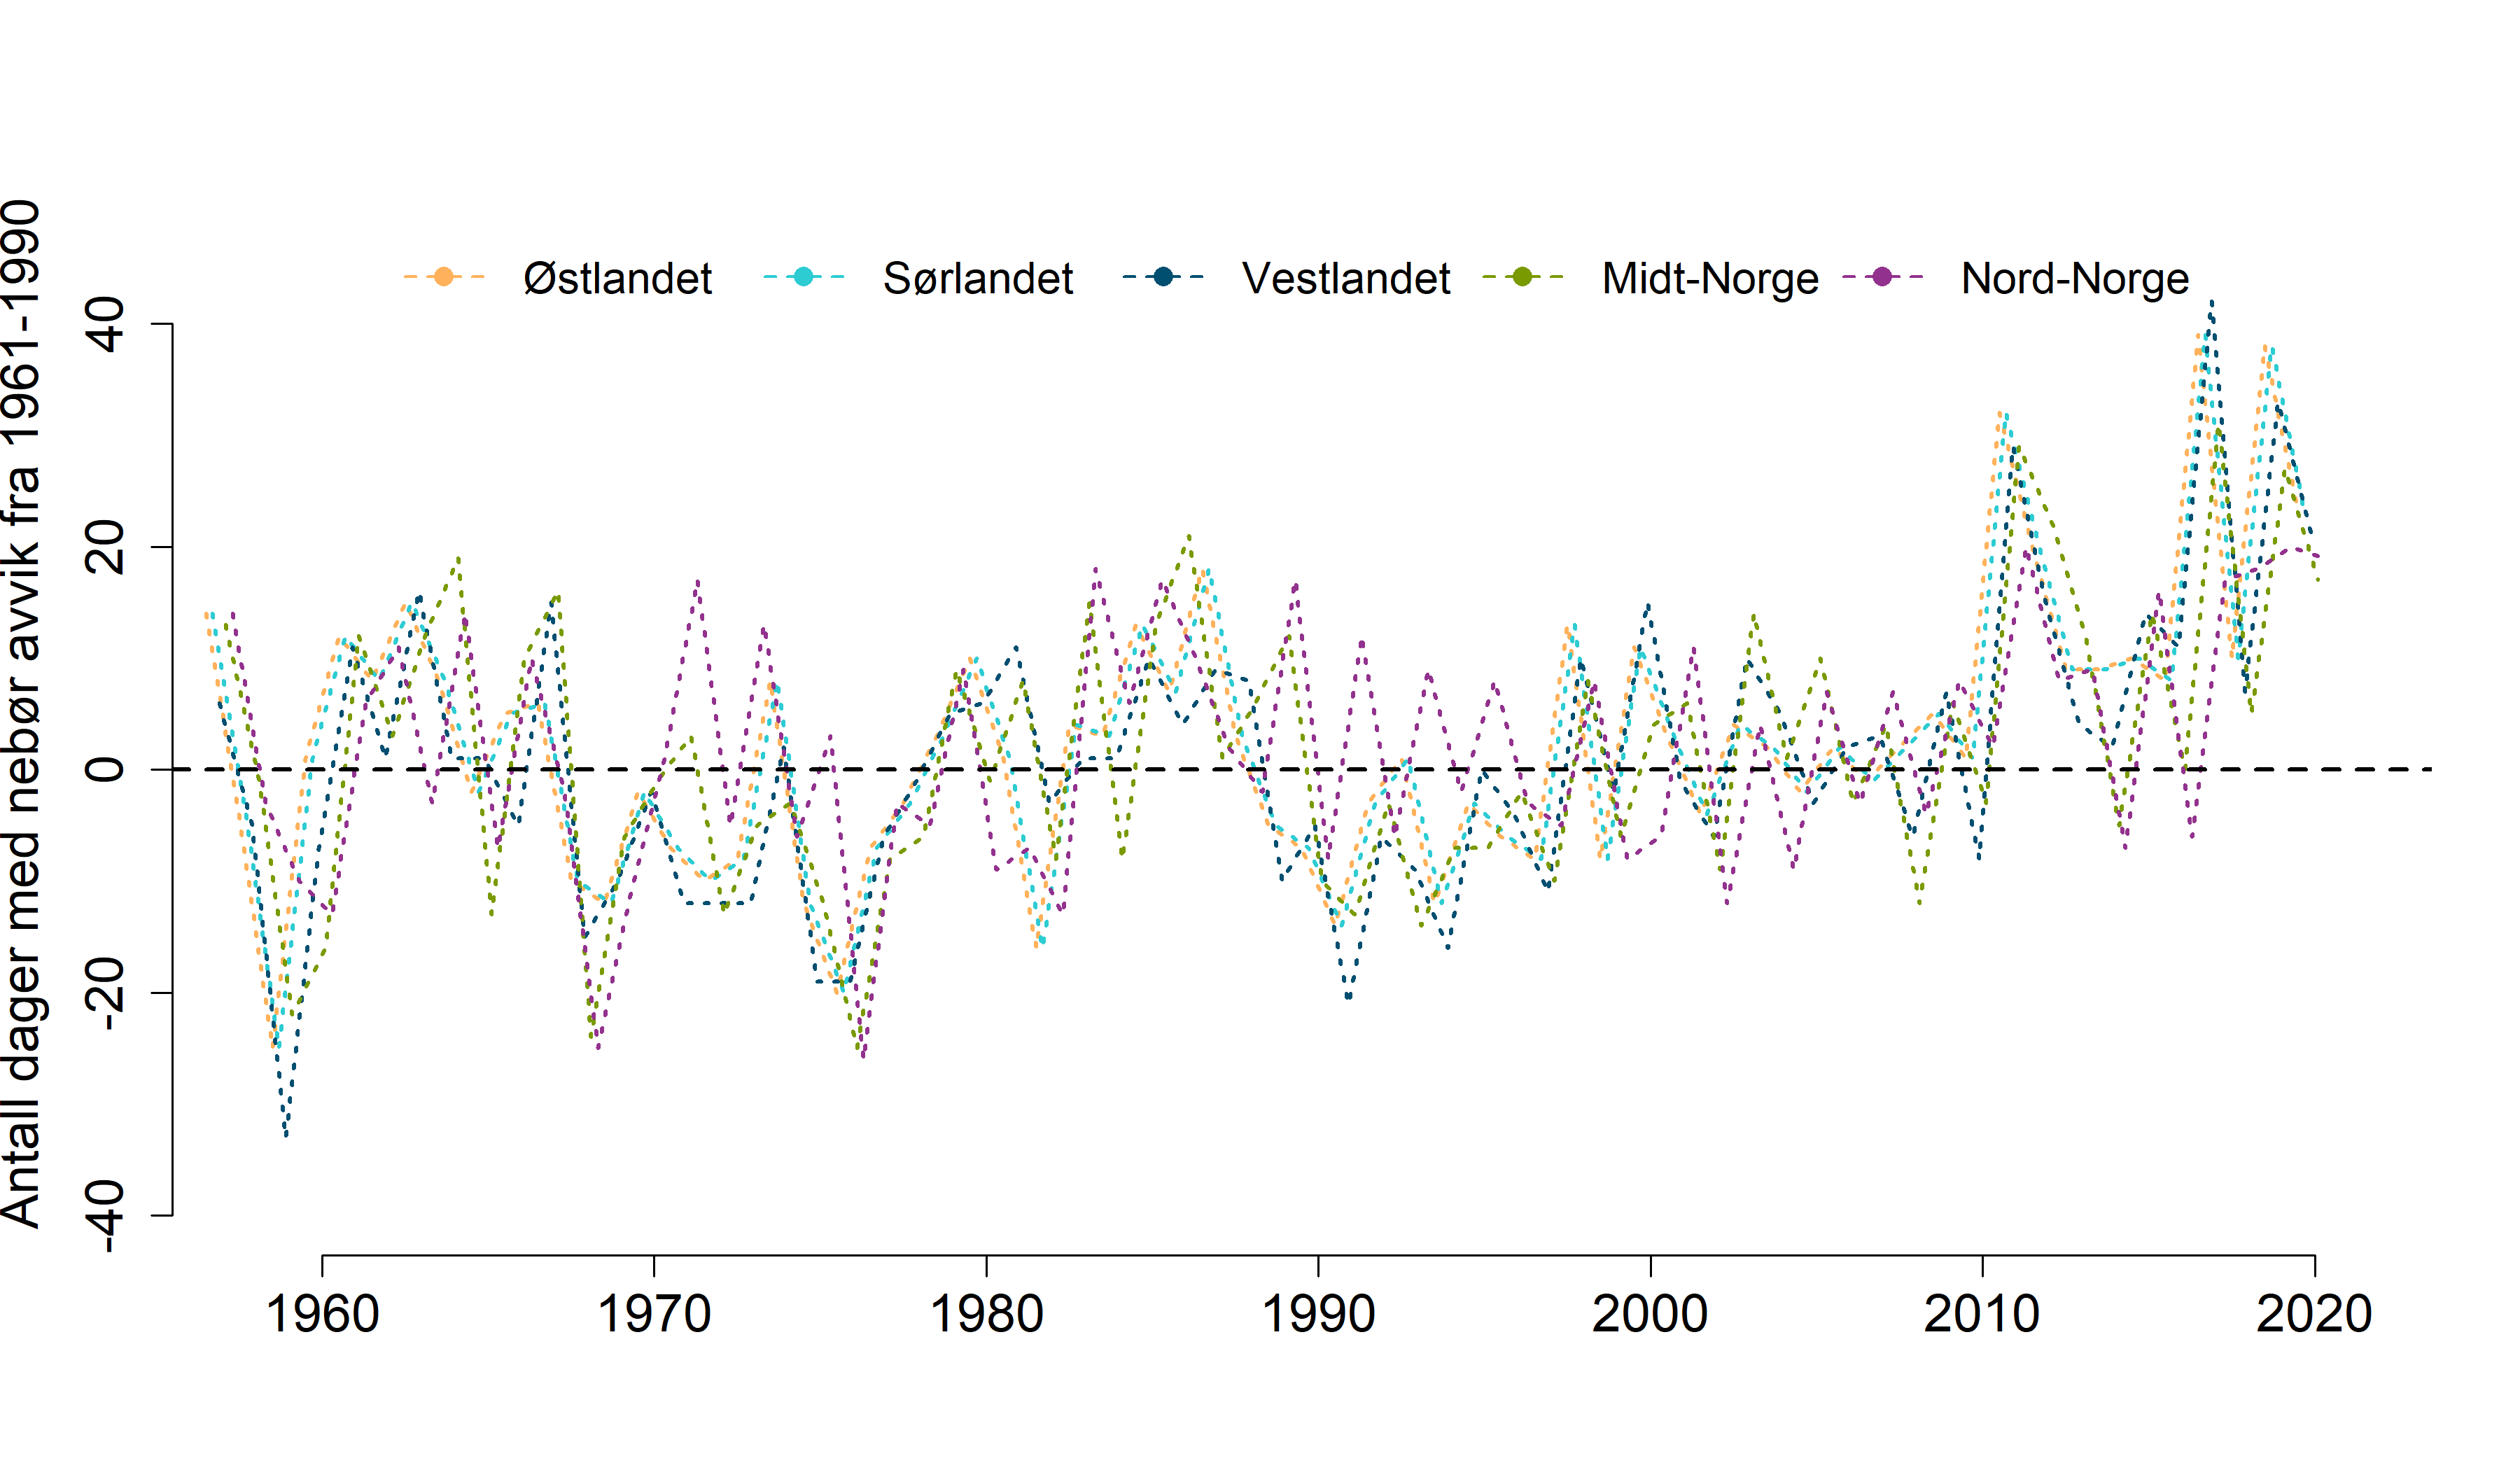 Antall dager med nebør avvik fra 1961-1990
Østlandet Sørlandet Vestlandet Midt-Norge Nord-Norge
40
20
0
-20
-40
1960 1970 1980 1990 2000 2010 2020